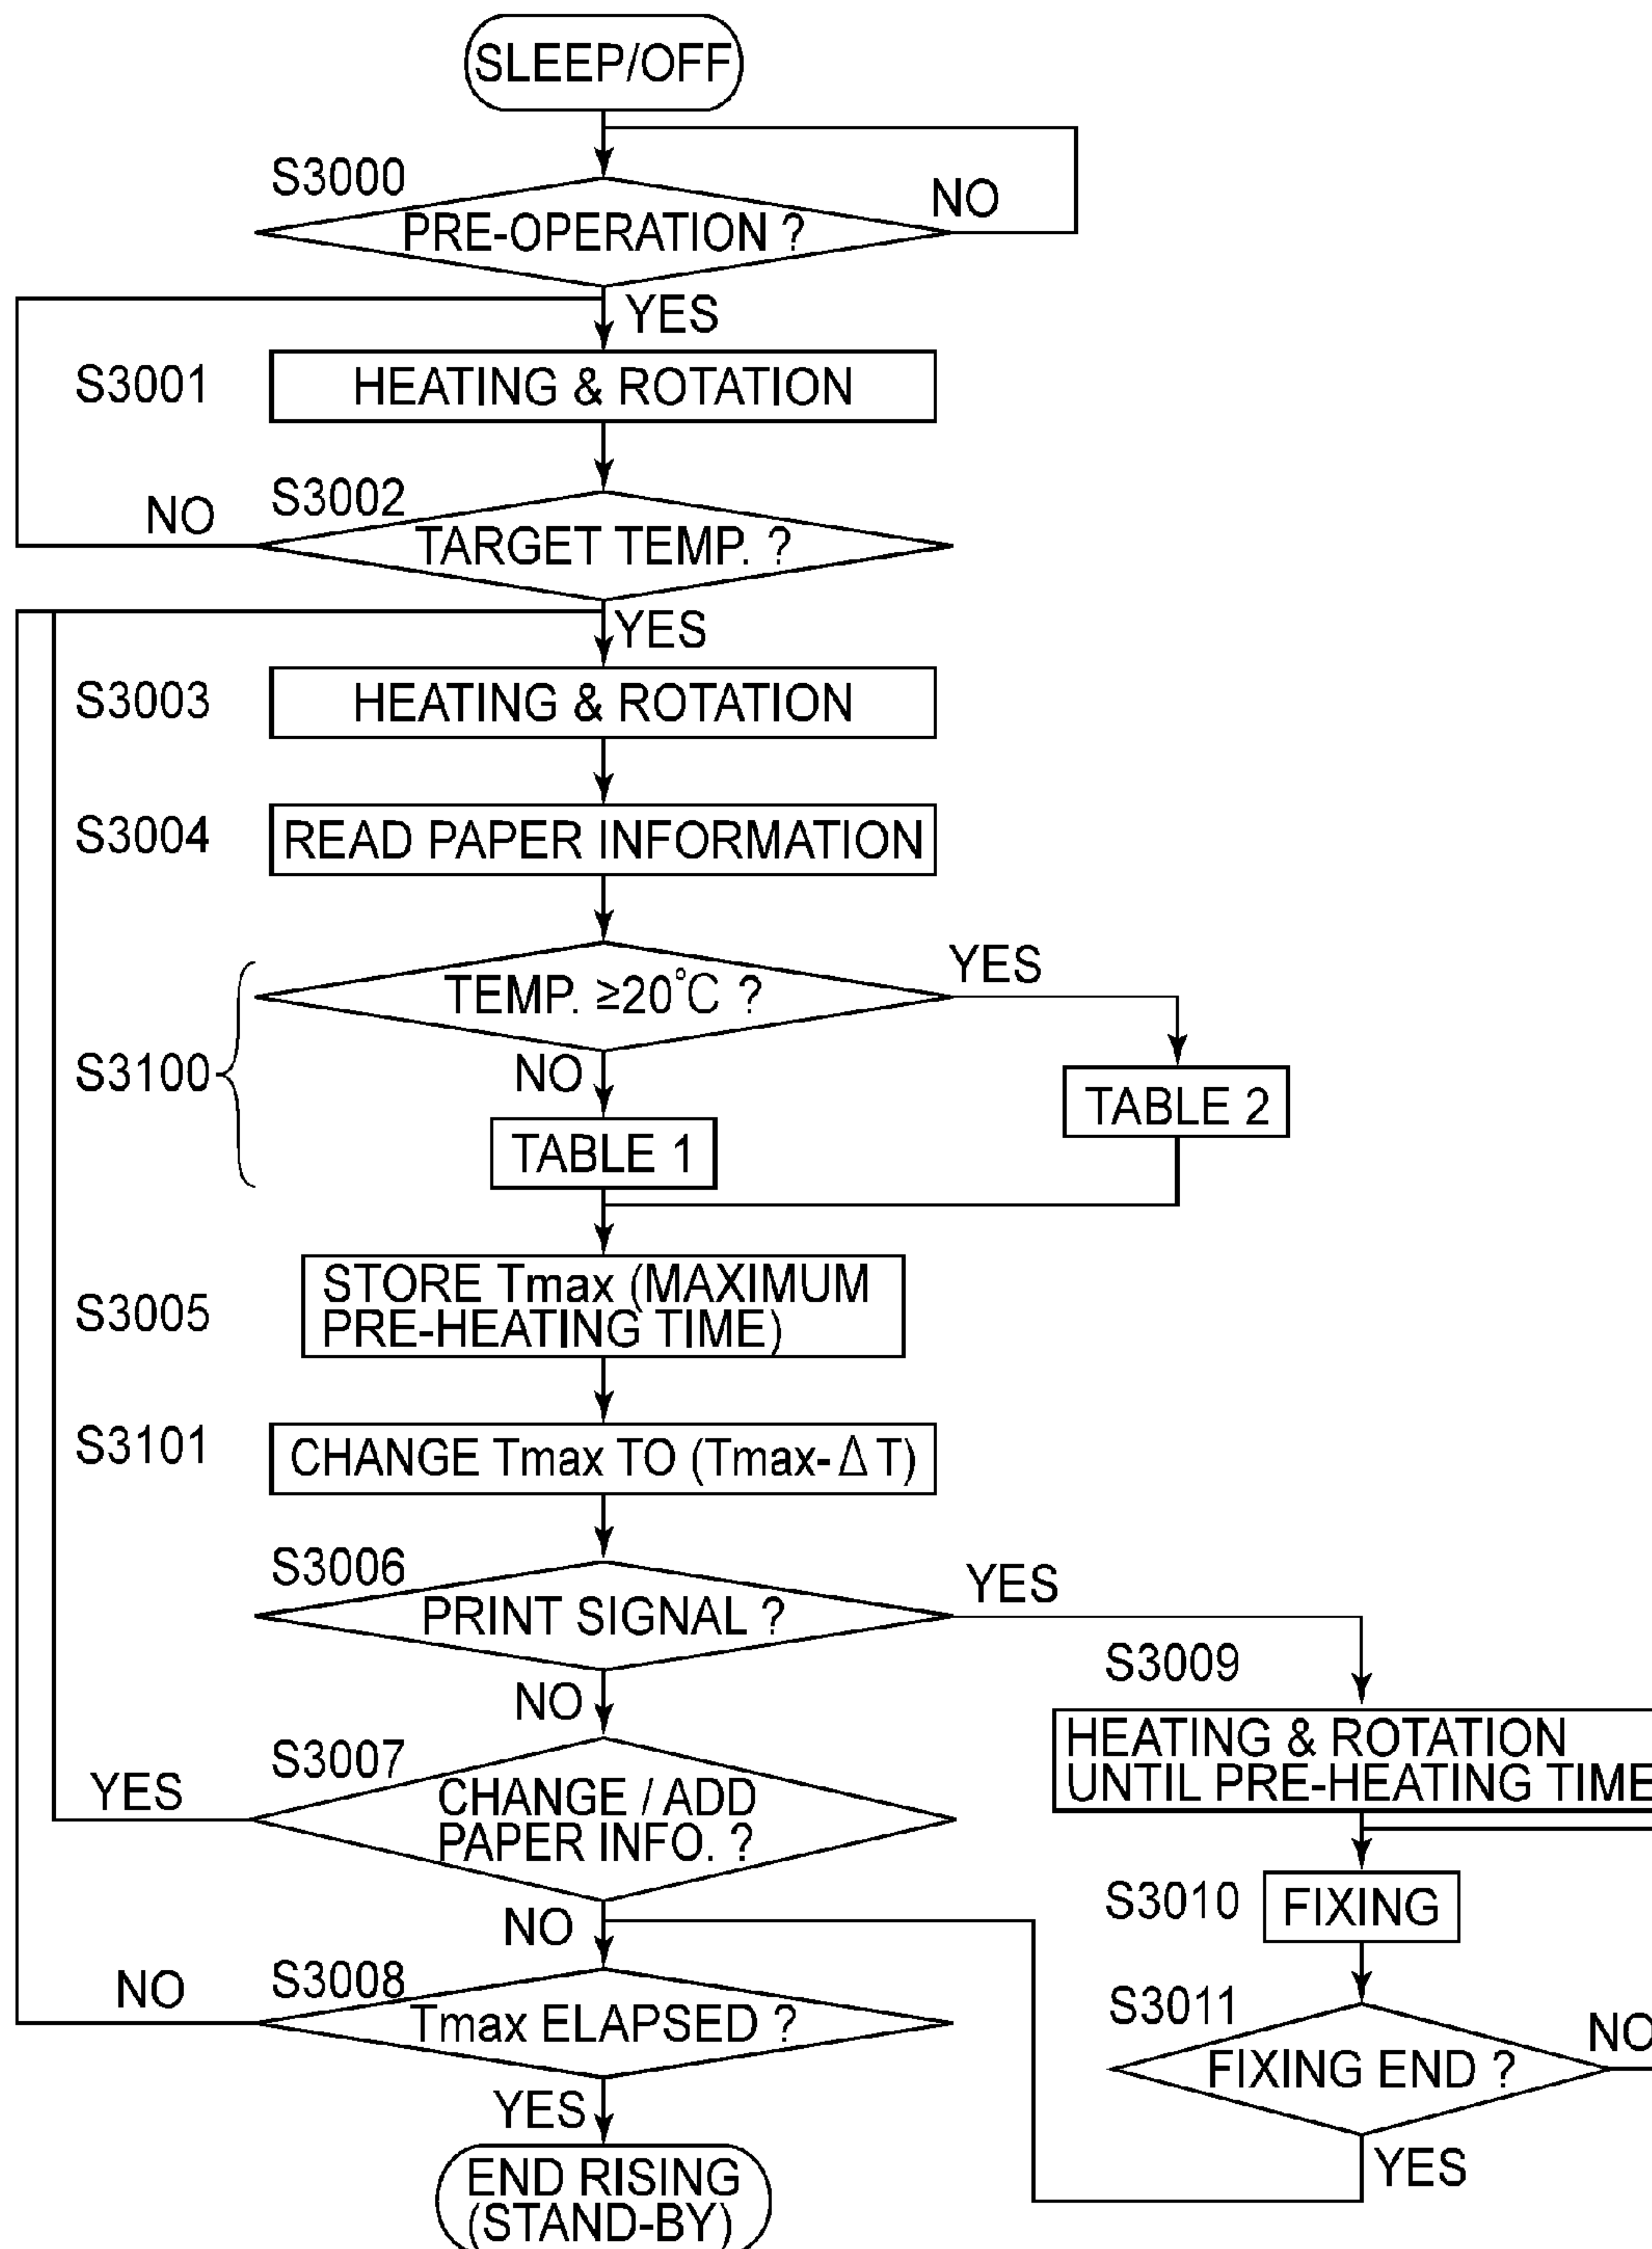 SLEEP/OFF
S3000
PRE-OPERATION ?
NO
YES
S3001
HEATING & ROTATION
S3002
NO
TARGET TEMP. ?
YES
S3003
HEATING & ROTATION
S3004
READ PAPER INFORMATION
TEMP. ≥20°C ?
YES
S3100
NO
TABLE 2
TABLE 1
S3005
STORE Tmax (MAXIMUM
PRE-HEATING TIME)
S3101
CHANGE Tmax TO (Tmax-ΔT)
S3006
PRINT SIGNAL ?
YES
NO
S3009
HEATING & ROTATION
UNTIL PRE-HEATING TIME
S3007
YES
CHANGE / ADD
PAPER INFO. ?
NO
S3010
FIXING
S3008
NO
Tmax ELAPSED ?
YES
S3011
FIXING END ?
NO
YES
END RISING
(STAND-BY)